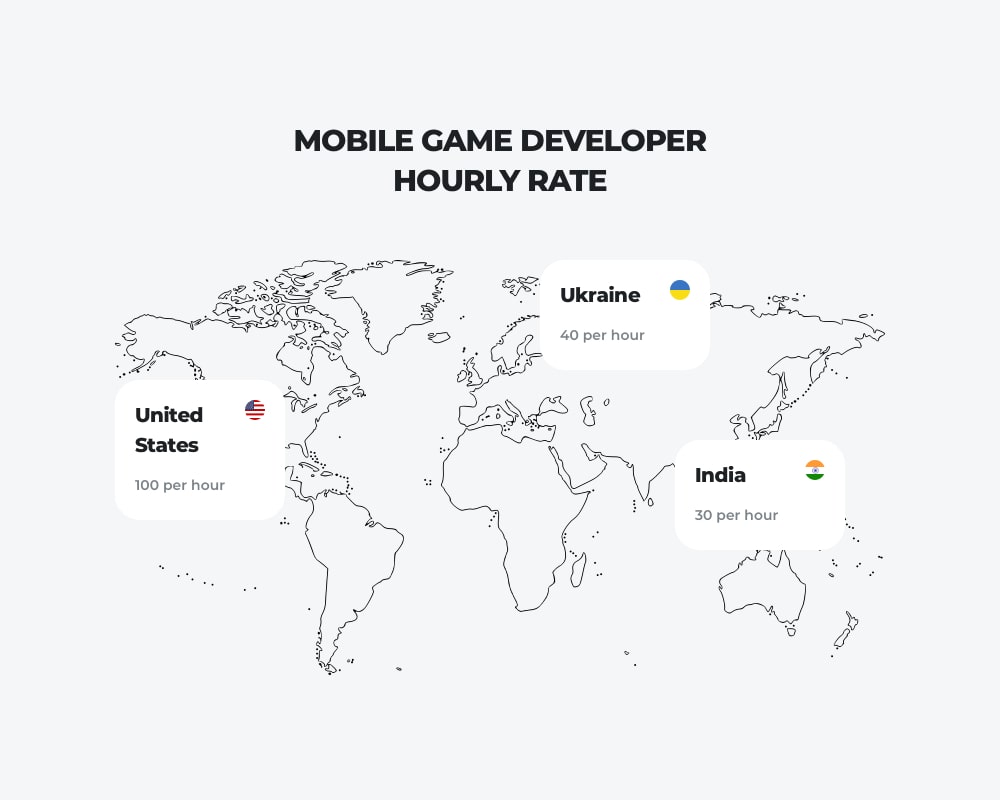 MOBILE GAME DEVELOPER
HOURLY RATE
Ukraine
40 per hour
United
States
100 per hour
India
30 per hour